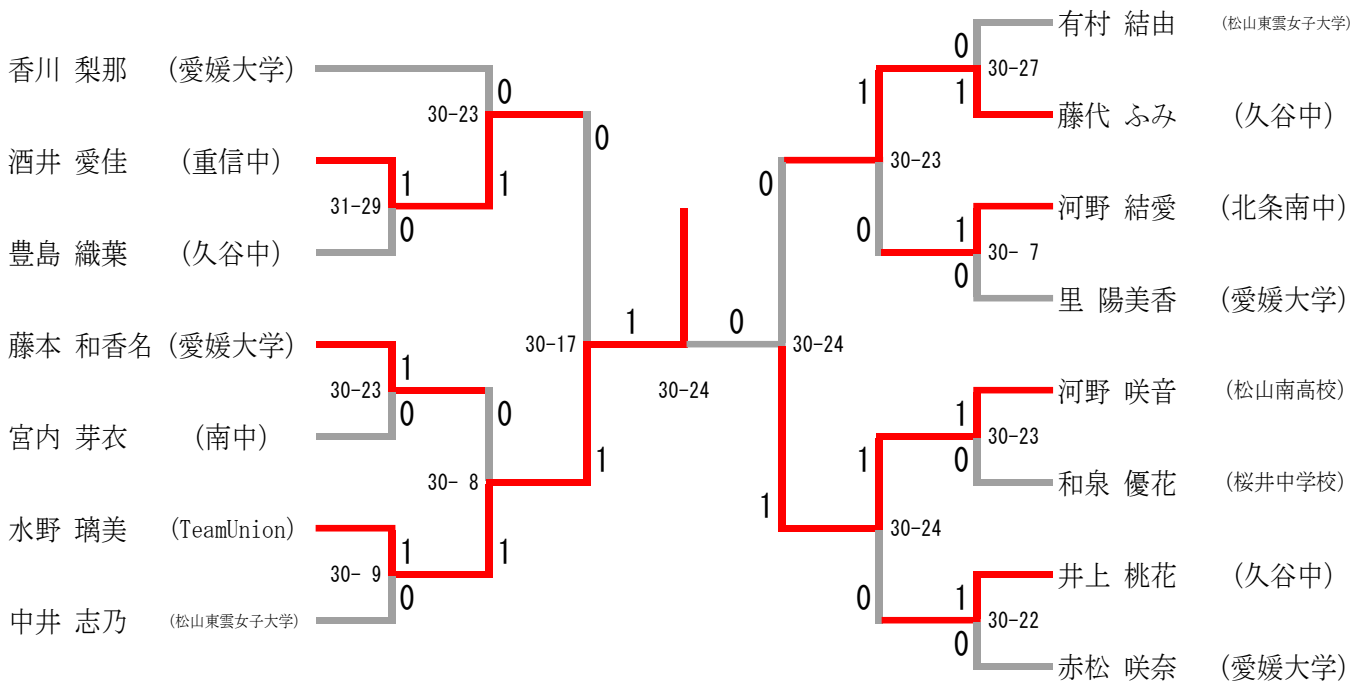 香川 梨那 (愛媛大学)
0
30-23
酒井 愛佳 (重信中)
1
1
31-29
0
豊島 織葉 (久谷中)
0
藤本 和香名 (愛媛大学)
1
30-23
0
0
宮内 芽衣 (南中)
30- 8
水野 璃美 (TeamUnion)
1
1
30- 9
0
中井 志乃 (松山東雲女子大学)
30-17
1
1
0
30-24
有村 結由 (松山東雲女子大学)
0
30-27
1
1
藤代 ふみ (久谷中)
0
30-23
河野 結愛 (北条南中)
1
0
30- 7
0
里 陽美香 (愛媛大学)
30-24
河野 咲音 (松山南高校)
1
30-23
1
0
和泉 優花 (桜井中学校)
1
30-24
井上 桃花 (久谷中)
1
0
30-22
0
赤松 咲奈 (愛媛大学)